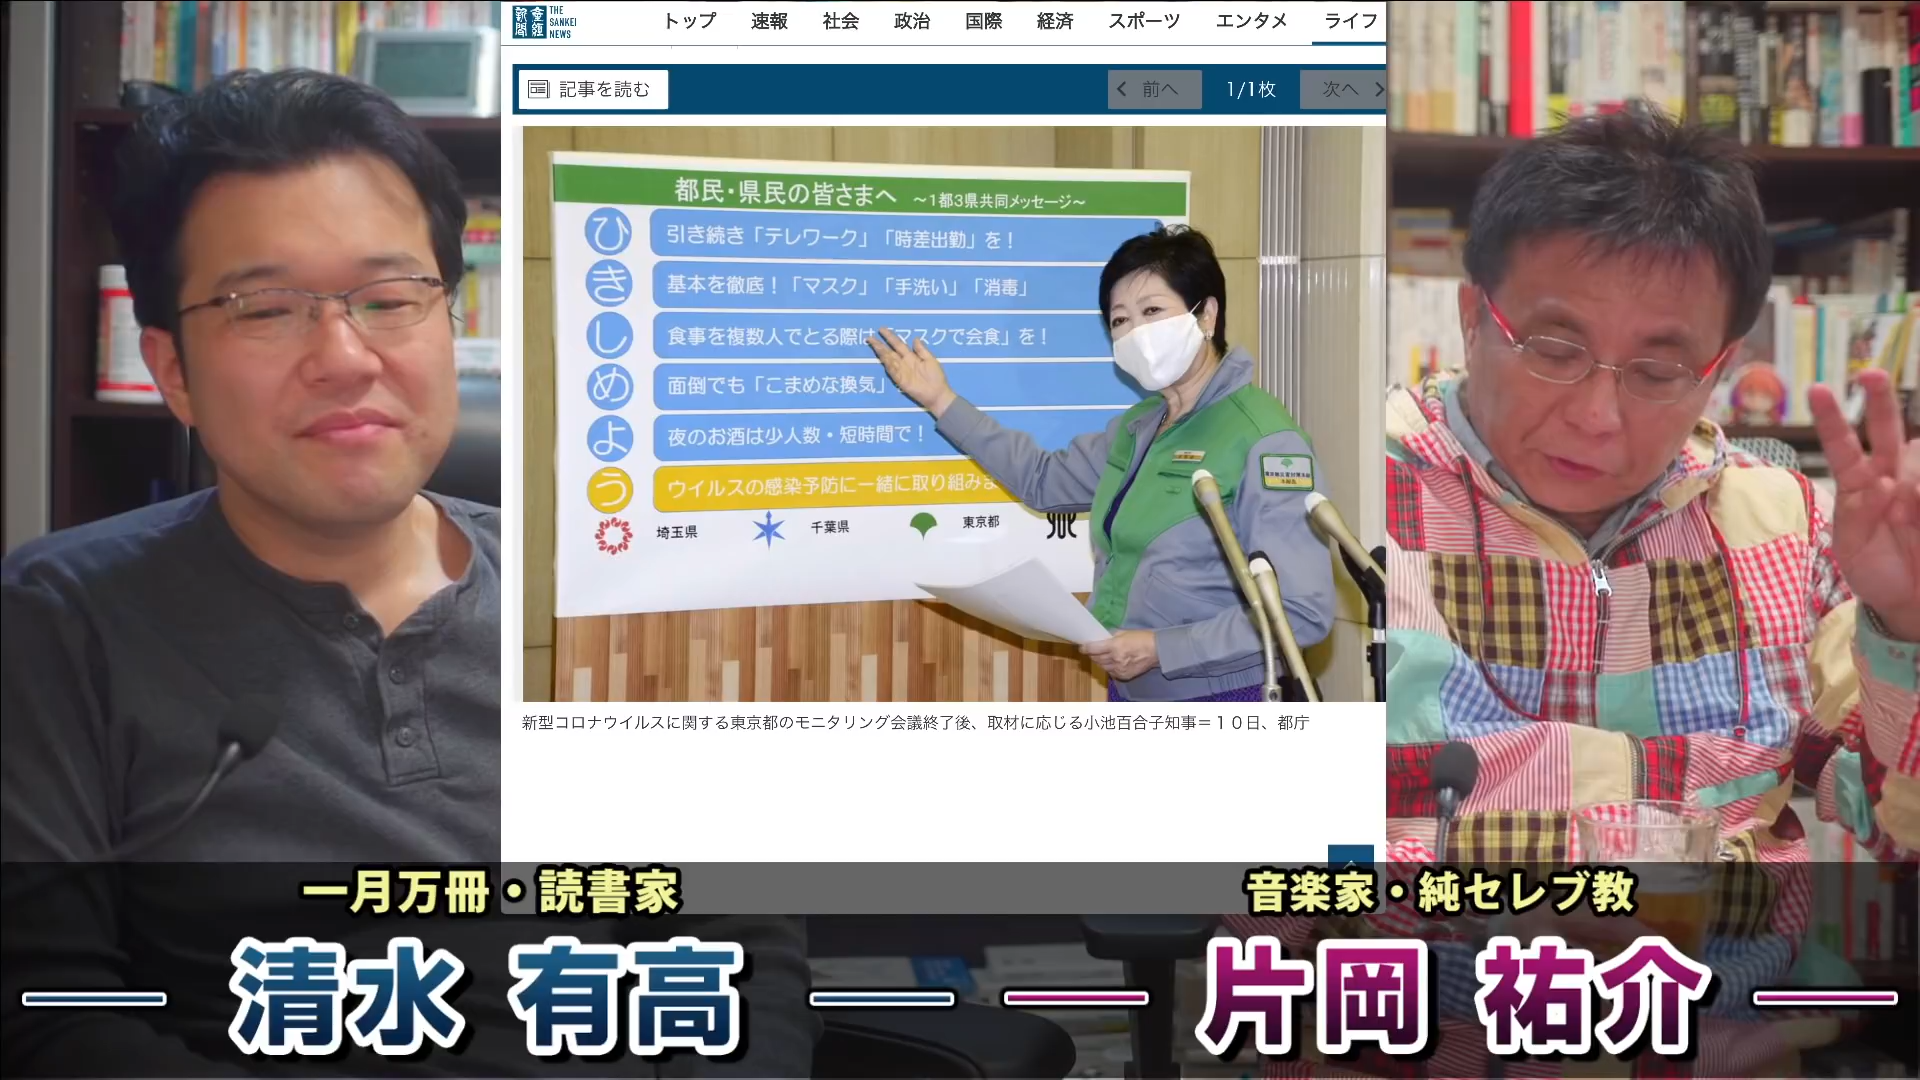 産経新聞 THE SANKEI NEWS
トップ 速報 社会 政治 国際 経済 スポーツ エンタメ ライフ
記事を読む
前へ 1/1枚 次へ
都民・県民の皆さまへ ～1都3県共同メッセージ～
ひ 引き続き「テレワーク」「時差出勤」を！
き 基本を徹底！「マスク」「手洗い」「消毒」
し 食事を複数人でとる際は「マスクで会食」を！
め 面倒でも「こまめな換気」
よ 夜のお酒は少人数・短時間で！
う ウイルスの感染予防に一緒に取り組みま
埼玉県 千葉県 東京都
新型コロナウイルスに関する東京都のモニタリング会議終了後、取材に応じる小池百合子知事＝１０日、都庁
一月万冊・読書家
清水 有高
音楽家・純セレブ教
片岡 祐介